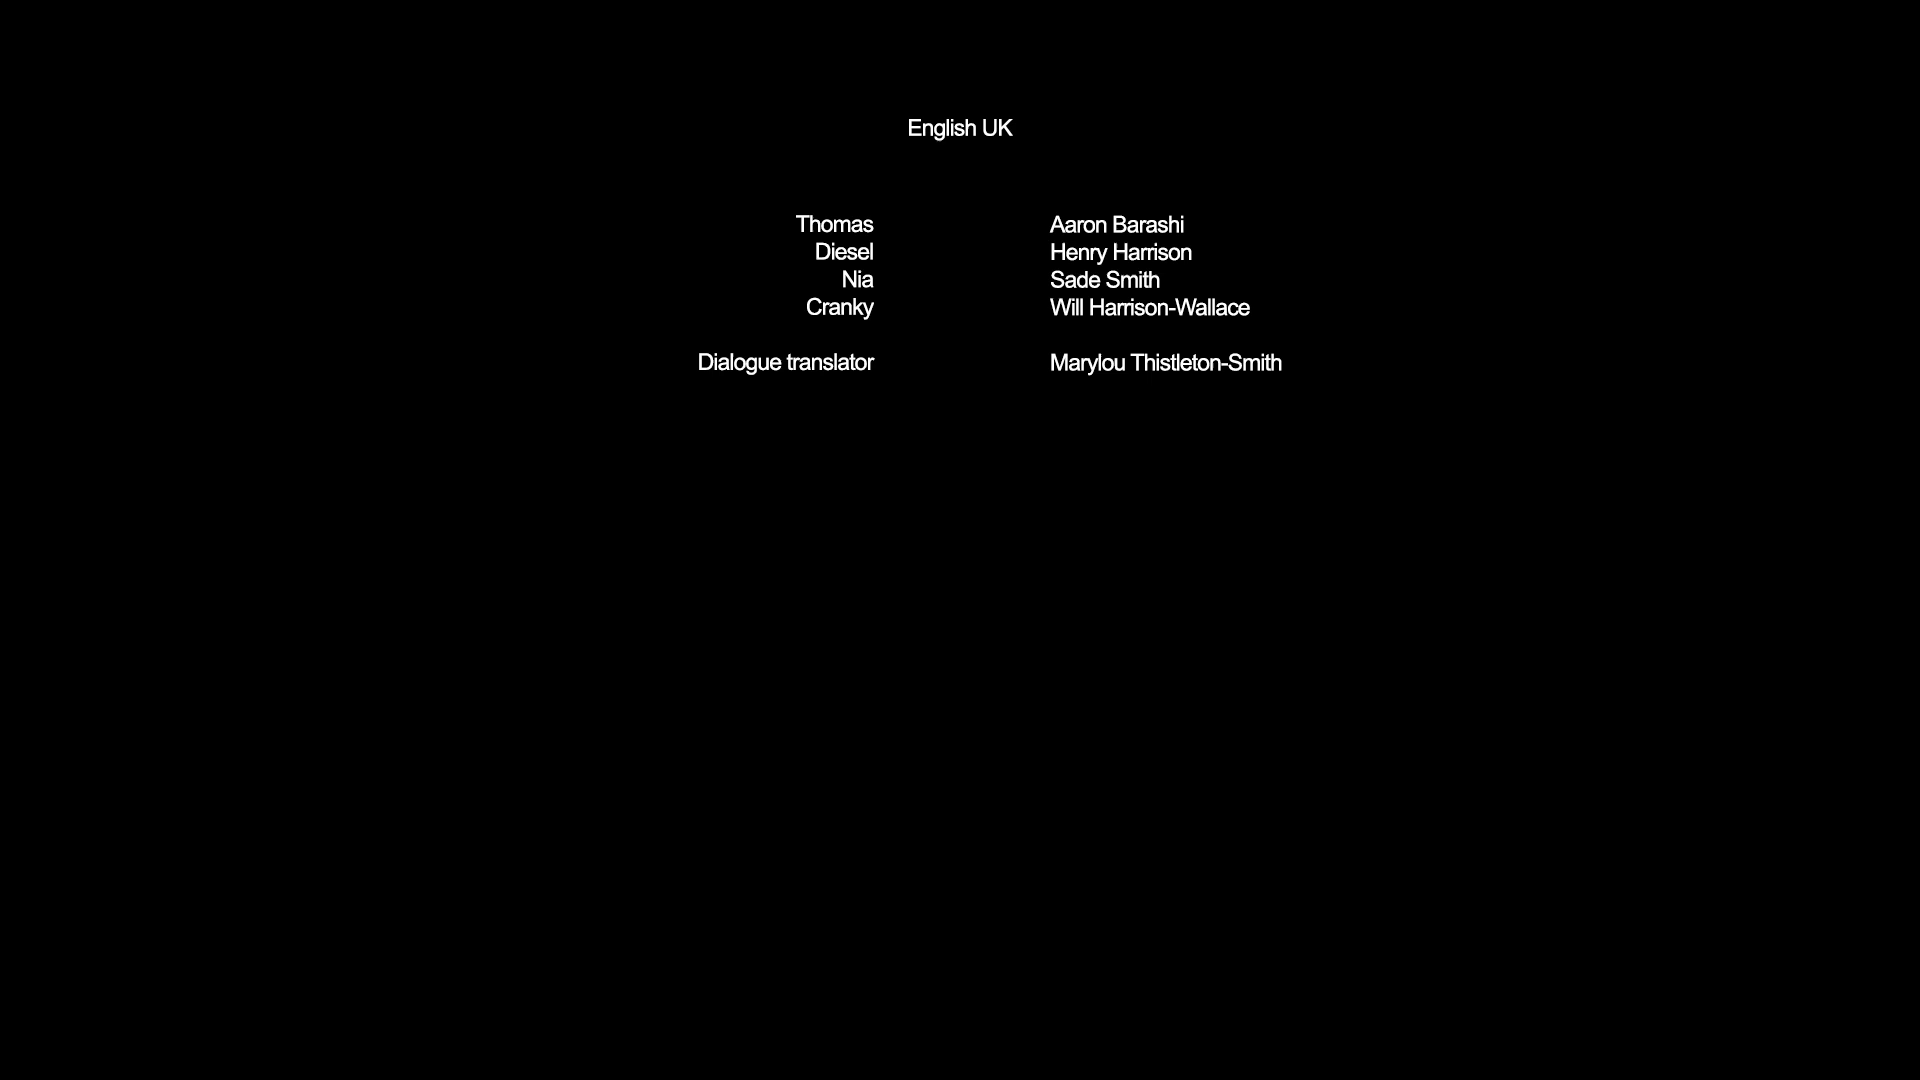 English UK
Thomas Aaron Barashi
Diesel Henry Harrison
Nia Sade Smith
Cranky Will Harrison-Wallace
Dialogue translator Marylou Thistleton-Smith